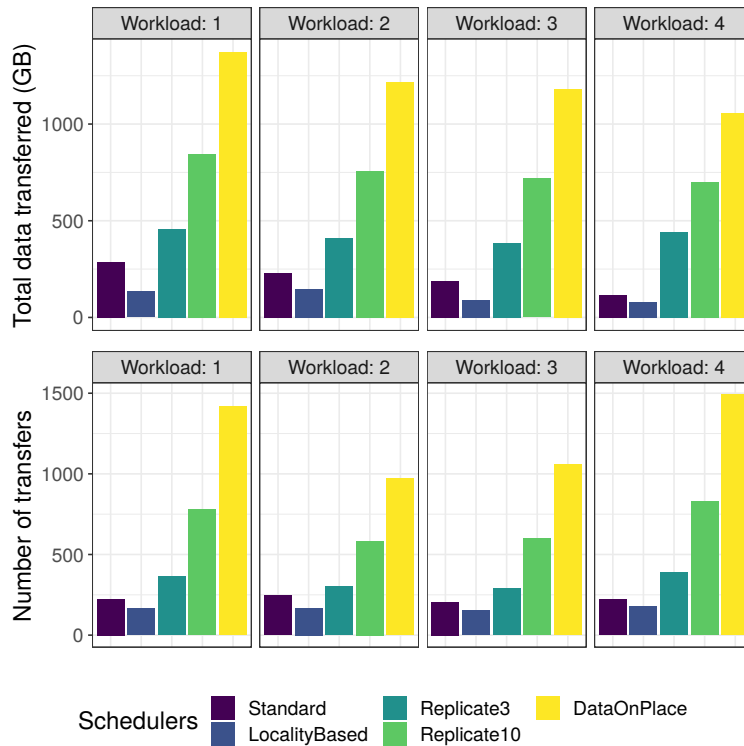 Workload: 1 Workload: 2 Workload: 3 Workload: 4
Total data transferred (GB)
1000
500
0
Workload: 1 Workload: 2 Workload: 3 Workload: 4
Number of transfers
1500
1000
500
0
Schedulers
Standard Replicate3 DataOnPlace
LocalityBased Replicate10